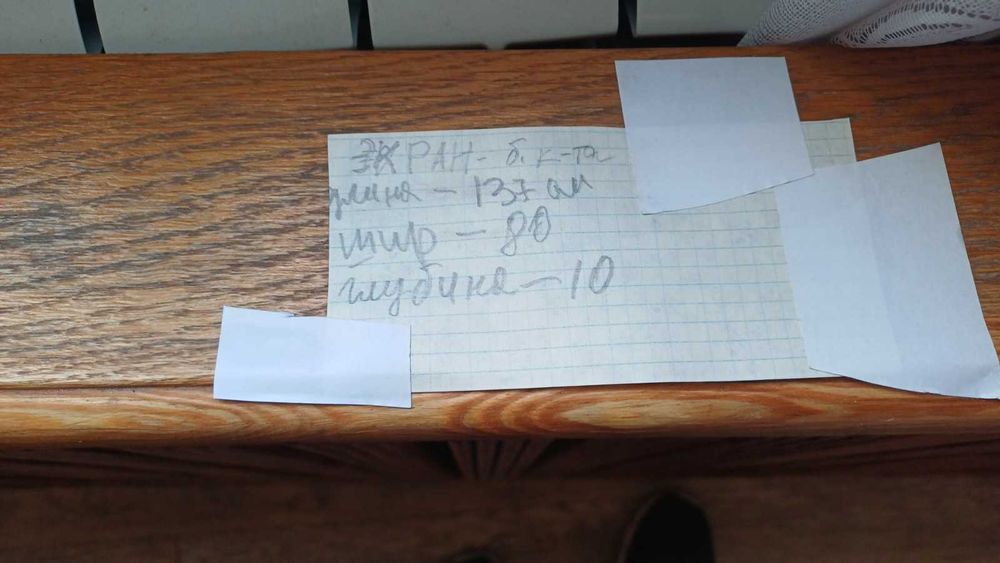 ЭКРАН - б. к-та
длина - 137 см
шир - 80
глубина - 10